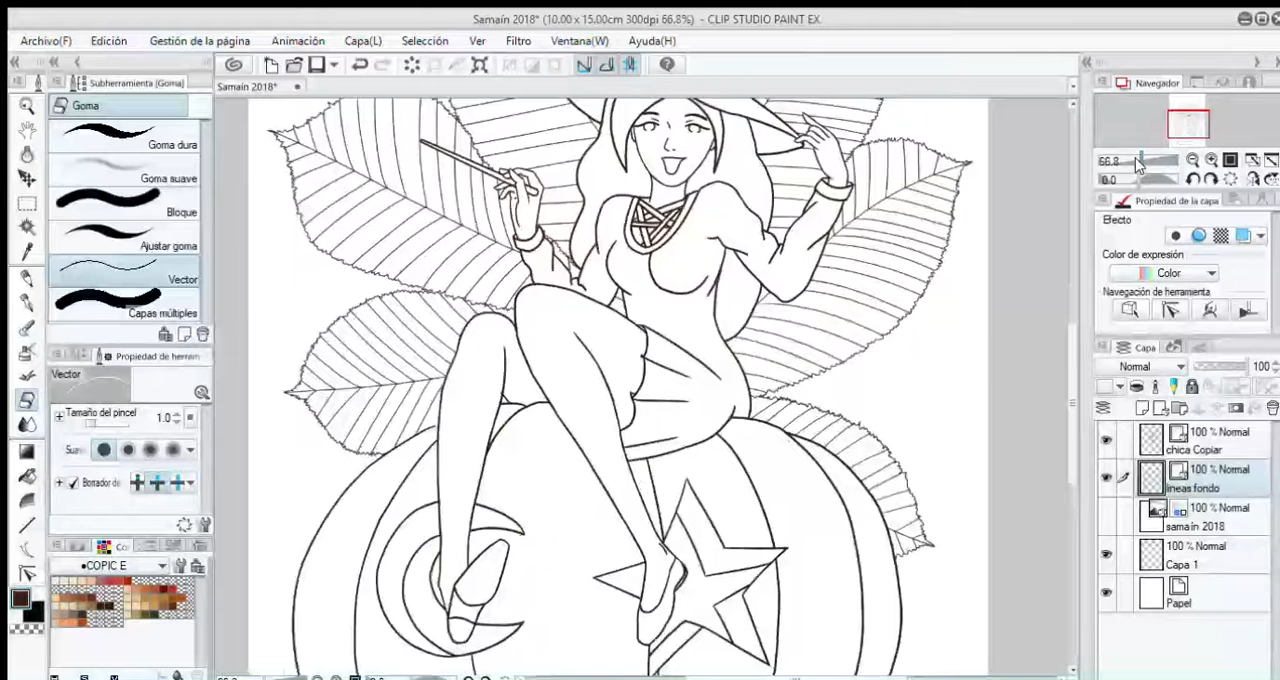 Samaín 2018* (10.00 x 15.00cm 300dpi 66.8%) - CLIP STUDIO PAINT EX
Archivo(F) Edición Gestión de la página Animación Capa(L) Selección Ver Filtro Ventana(W) Ayuda(H)
Subherramienta [Goma]
Goma
Goma dura
Goma suave
Bloque
Ajustar goma
Vector
Capas múltiples
Propiedad de herram
Vector
Tamaño del pincel 1.0
Suav
Borrador de
Co
COPIC E
Samaín 2018*
Navegador
66.8
0.0
Propiedad de la capa
Efecto
Color de expresión
Color
Navegación de herramienta
Capa
Normal 100
100 % Normal
chica Copiar
100 % Normal
lineas fondo
100 % Normal
samaín 2018
100 % Normal
Capa 1
Papel